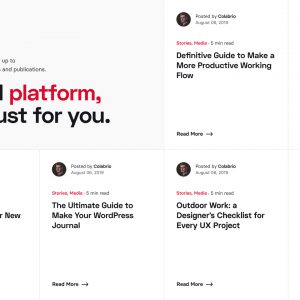 up to
and publications.
platform,
ust for you.
Posted by Colabrio
August 08, 2019
Stories, Media · 5 min read
Definitive Guide to Make a
More Productive Working
Flow
Read More →
r New
Posted by Colabrio
August 06, 2019
Stories, Media · 5 min read
The Ultimate Guide to
Make Your WordPress
Journal
Read More →
Posted by Colabrio
August 06, 2019
Stories, Media · 5 min read
Outdoor Work: a
Designer's Checklist for
Every UX Project
Read More →